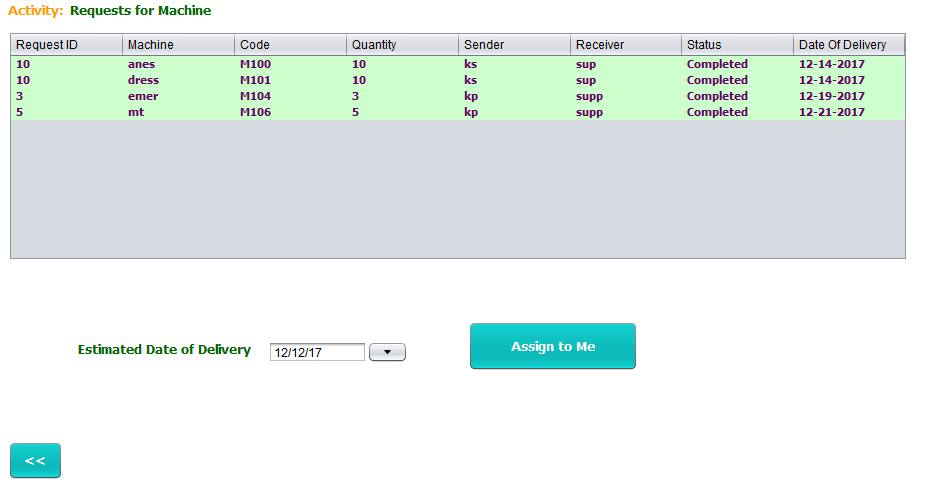 Activity: Requests for Machine
Request ID Machine Code Quantity Sender Receiver Status Date Of Delivery
10 anes M100 10 ks sup Completed 12-14-2017
10 dress M101 10 ks sup Completed 12-14-2017
3 emer M104 3 kp supp Completed 12-19-2017
5 mt M106 5 kp supp Completed 12-21-2017
Estimated Date of Delivery 12/12/17 Assign to Me
<<